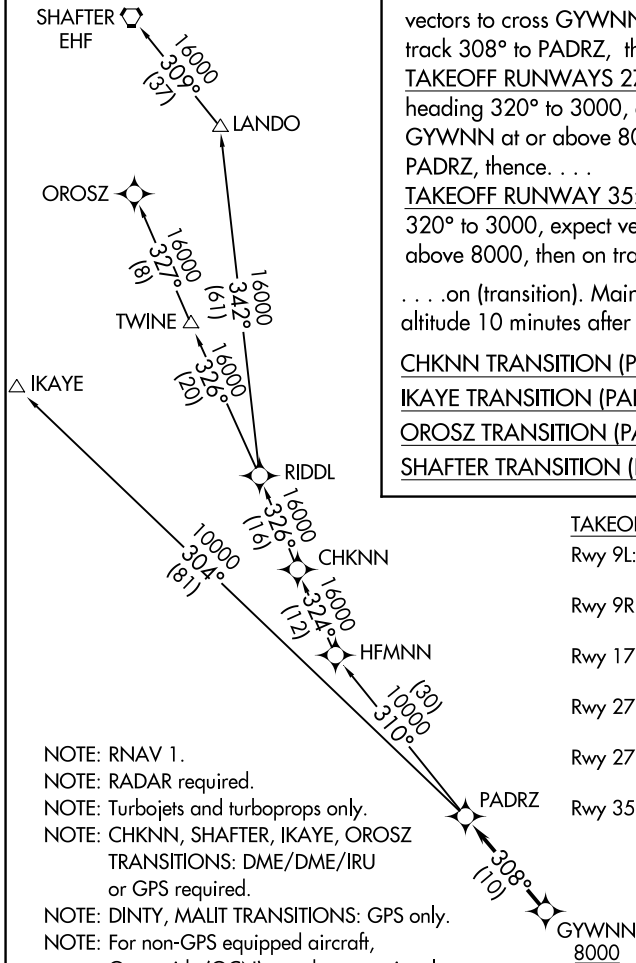 SHAFTER
EHF
16000
309°
(37)
LANDO
OROSZ
16000
327°
(8)
16000
342°
(61)
TWINE
16000
326°
(20)
IKAYE
RIDDL
16000
326°
(16)
CHKNN
10000
304°
(81)
16000
324°
(12)
HFMNN
(30)
10000
310°
PADRZ
308°
(10)
GYWNN
8000
vectors to cross GYWNN
track 308° to PADRZ, th
TAKEOFF RUNWAYS 27
heading 320° to 3000,
GYWNN at or above 80
PADRZ, thence. . . .
TAKEOFF RUNWAY 35:
320° to 3000, expect ve
above 8000, then on tra
. . . .on (transition). Main
altitude 10 minutes after
CHKNN TRANSITION (P
IKAYE TRANSITION (PA
OROSZ TRANSITION (PA
SHAFTER TRANSITION (
TAKEOF
Rwy 9L:
Rwy 9R
Rwy 17
Rwy 27
Rwy 27
Rwy 35
NOTE: RNAV 1.
NOTE: RADAR required.
NOTE: Turbojets and turboprops only.
NOTE: CHKNN, SHAFTER, IKAYE, OROSZ
TRANSITIONS: DME/DME/IRU
or GPS required.
NOTE: DINTY, MALIT TRANSITIONS: GPS only.
NOTE: For non-GPS equipped aircraft,